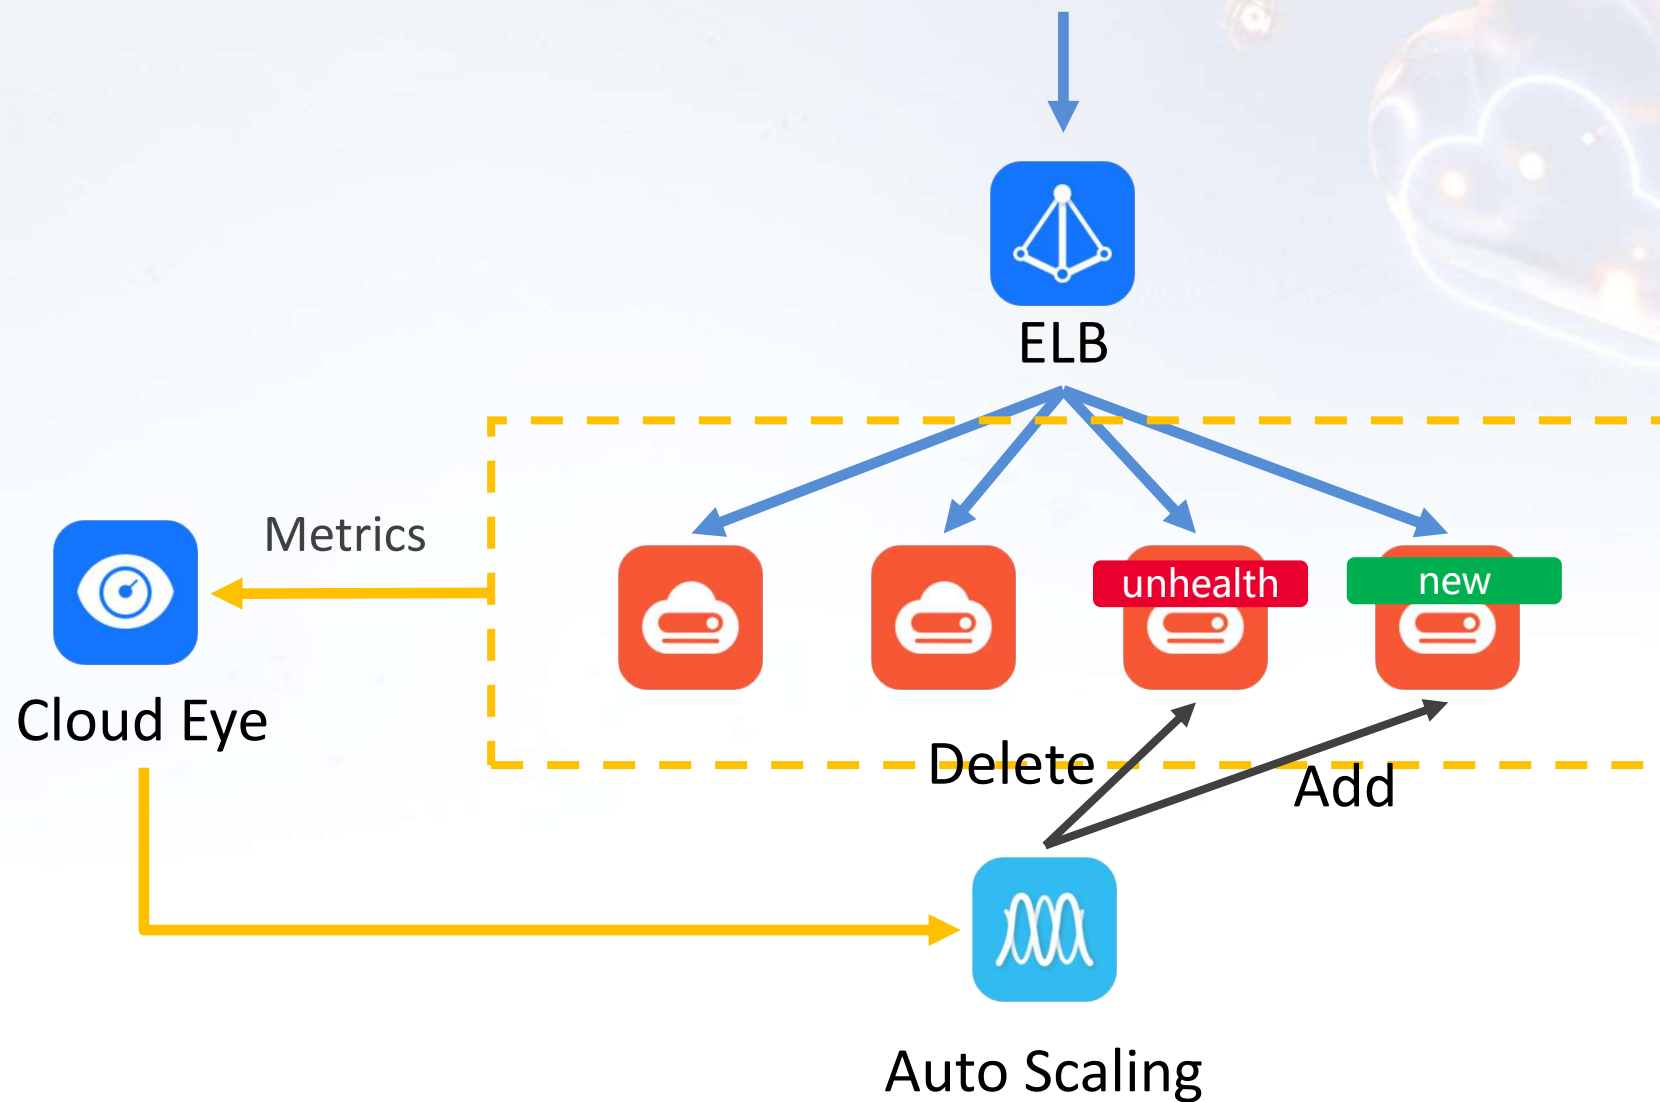 ELB
Metrics
unhealth
new
Cloud Eye
Delete
Add
Auto Scaling